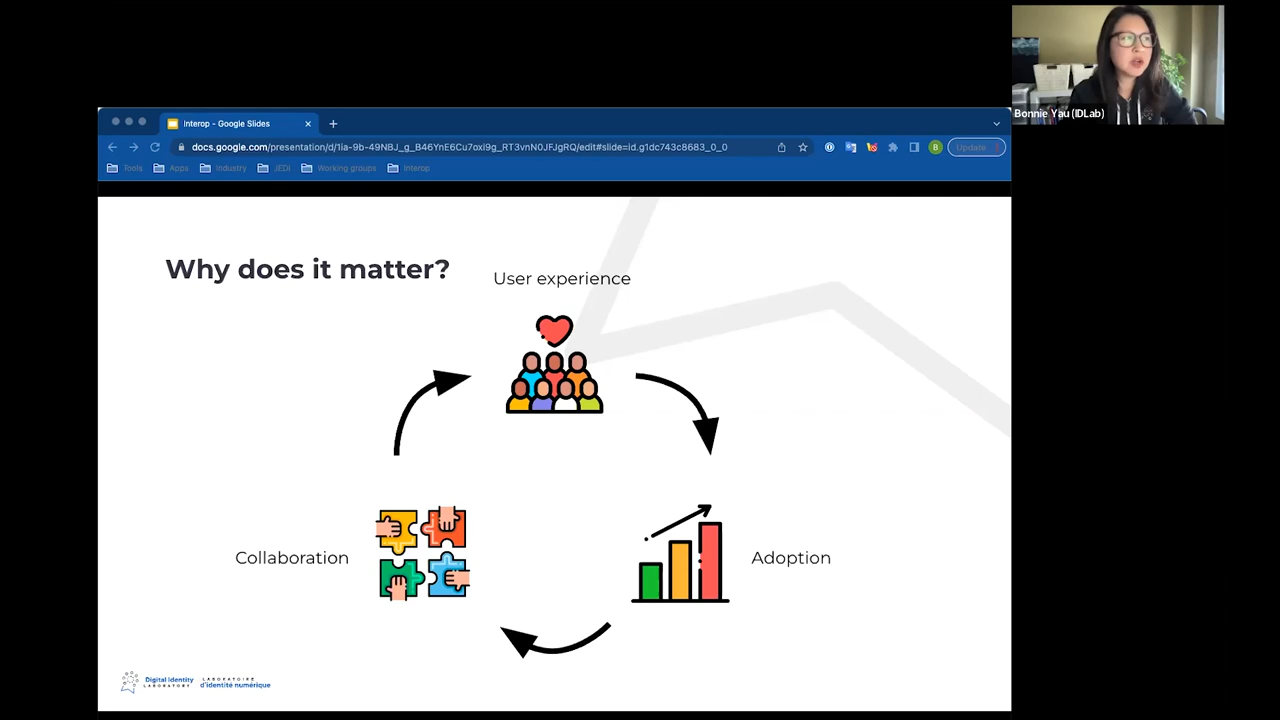 Bonnie Yau (IDLab)
Interop - Google Slides
docs.google.com/presentation/d/1ia-9b-49NBJ_g_B46YnE6Cu7oxi9g_RT3vnN0JFJgRQ/edit#slide=id.g1dc743c8683_0_0
B
Update
Tools Apps Industry JEDI Working groups Interop
Why does it matter?
User experience
Collaboration
Adoption
Digital Identity
LABORATORY
LABORATOIRE
d'identité numérique